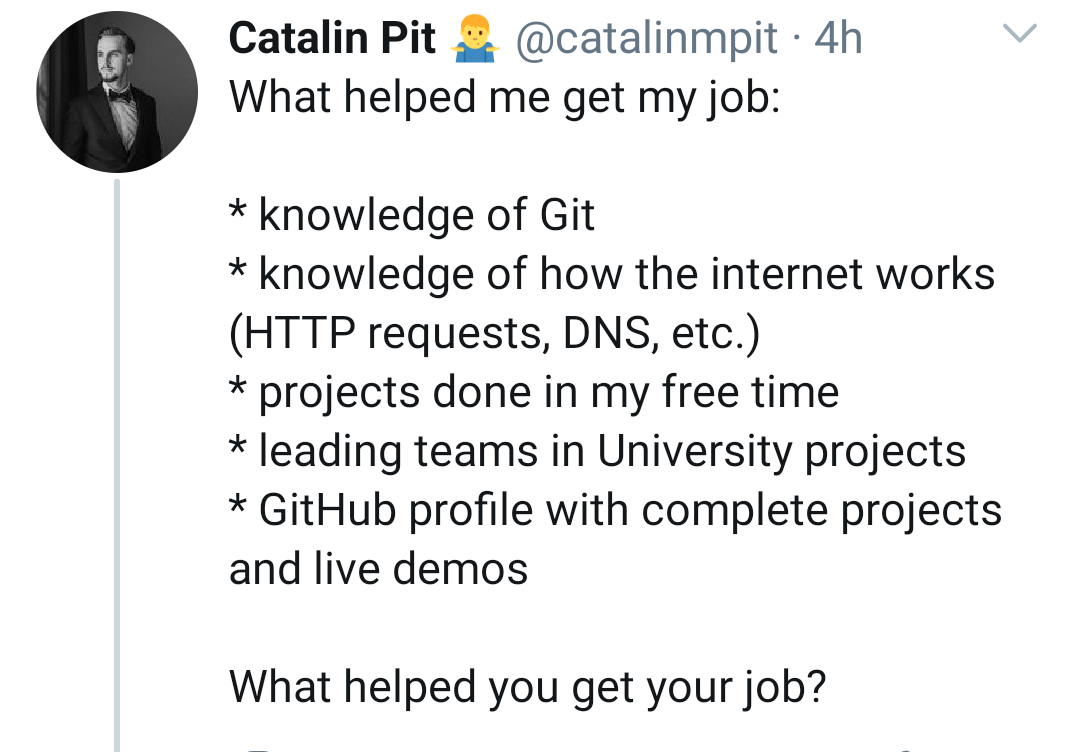 Catalin Pit 🤷‍♂️ @catalinmpit · 4h
What helped me get my job:
* knowledge of Git
* knowledge of how the internet works
(HTTP requests, DNS, etc.)
* projects done in my free time
* leading teams in University projects
* GitHub profile with complete projects
and live demos
What helped you get your job?